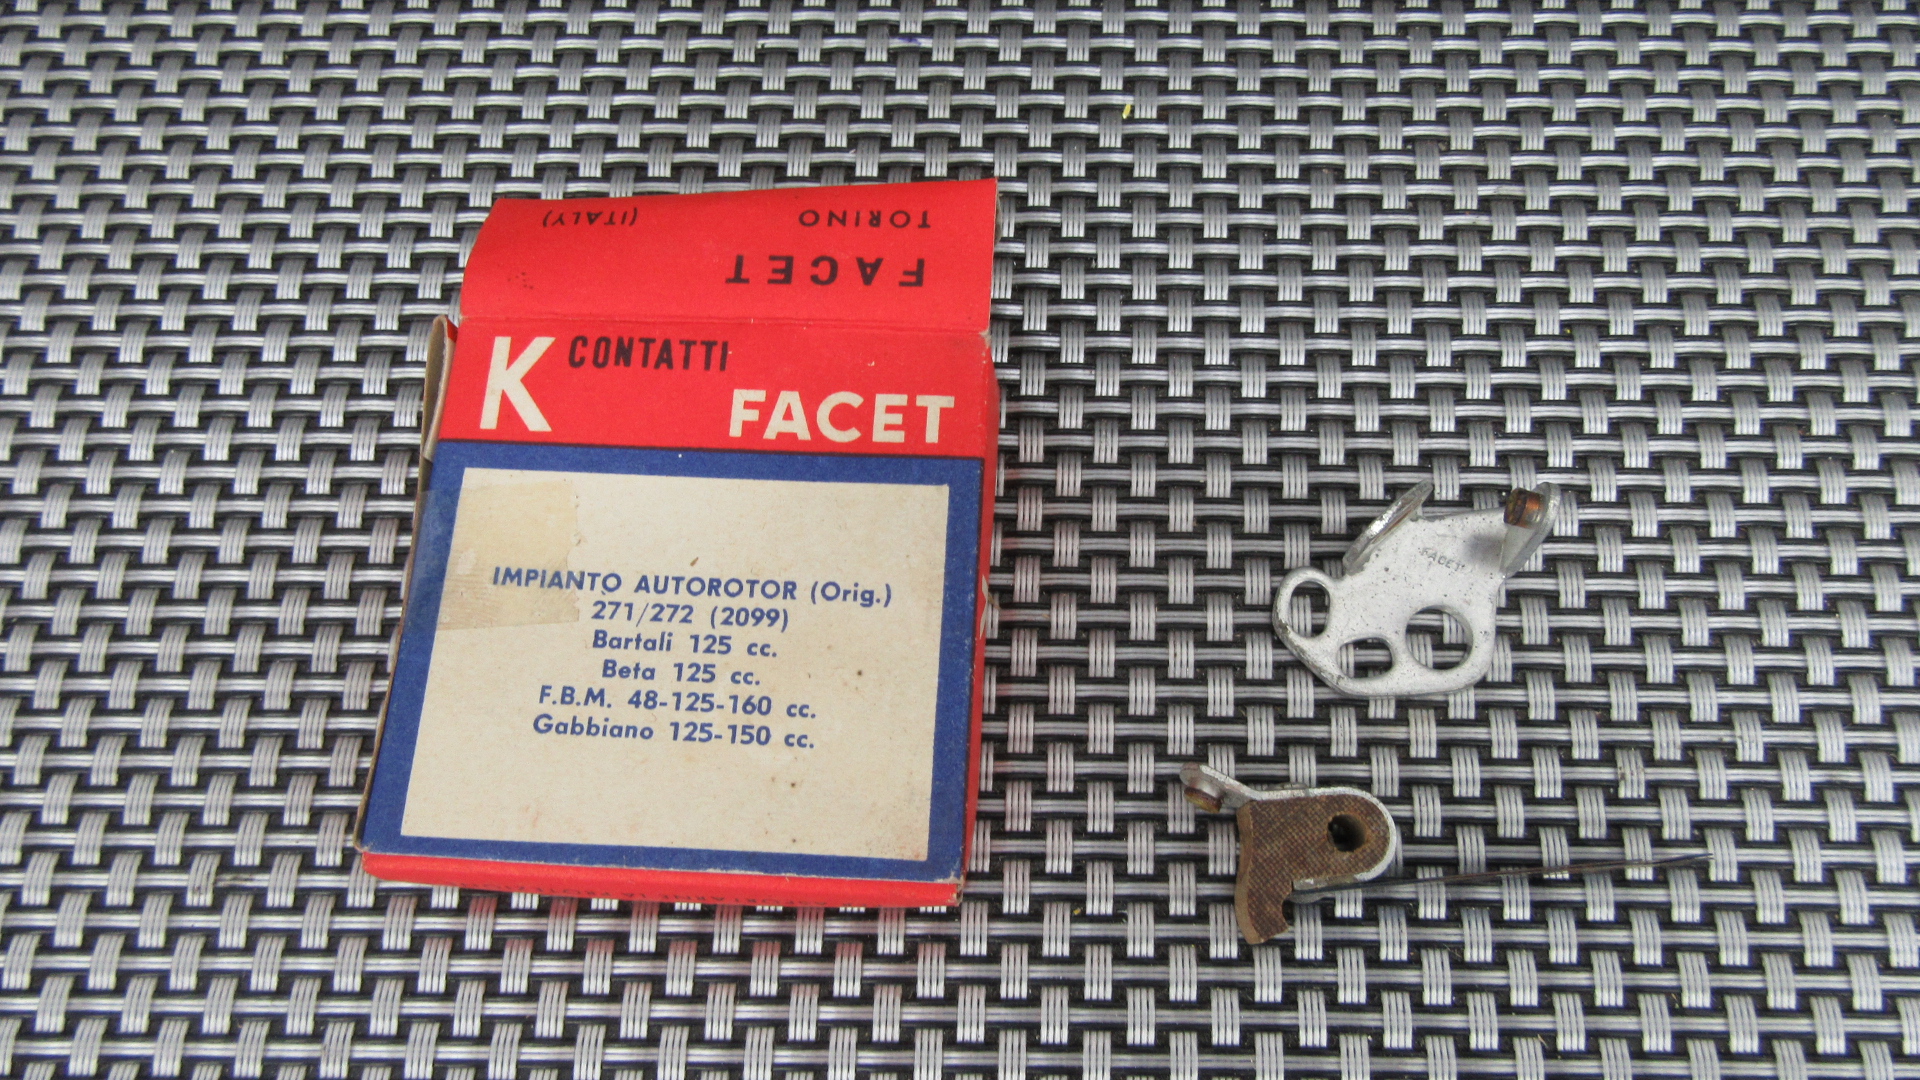 TORINO (ITALY)
FACET
K CONTATTI
FACET
IMPIANTO AUTOROTOR (Orig.)
271/272 (2099)
Bartali 125 cc.
Beta 125 cc.
F.B.M. 48-125-160 cc.
Gabbiano 125-150 cc.
FACET